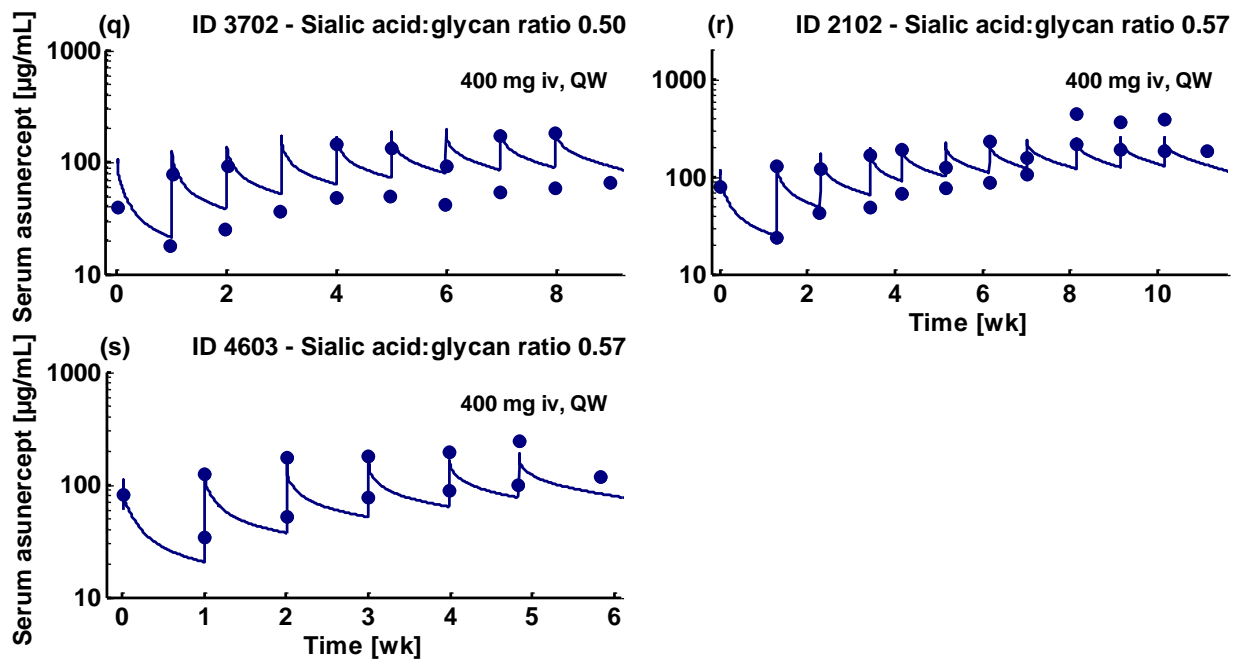 (q) ID 3702 - Sialic acid:glycan ratio 0.50
1000
100
10
400 mg iv, QW
0 2 4 6 8
Serum asunercept [µg/mL]
(r) ID 2102 - Sialic acid:glycan ratio 0.57
1000
100
10
400 mg iv, QW
0 2 4 6 8 10
Time [wk]
(s) ID 4603 - Sialic acid:glycan ratio 0.57
1000
100
10
400 mg iv, QW
0 1 2 3 4 5 6
Serum asunercept [µg/mL]
Time [wk]